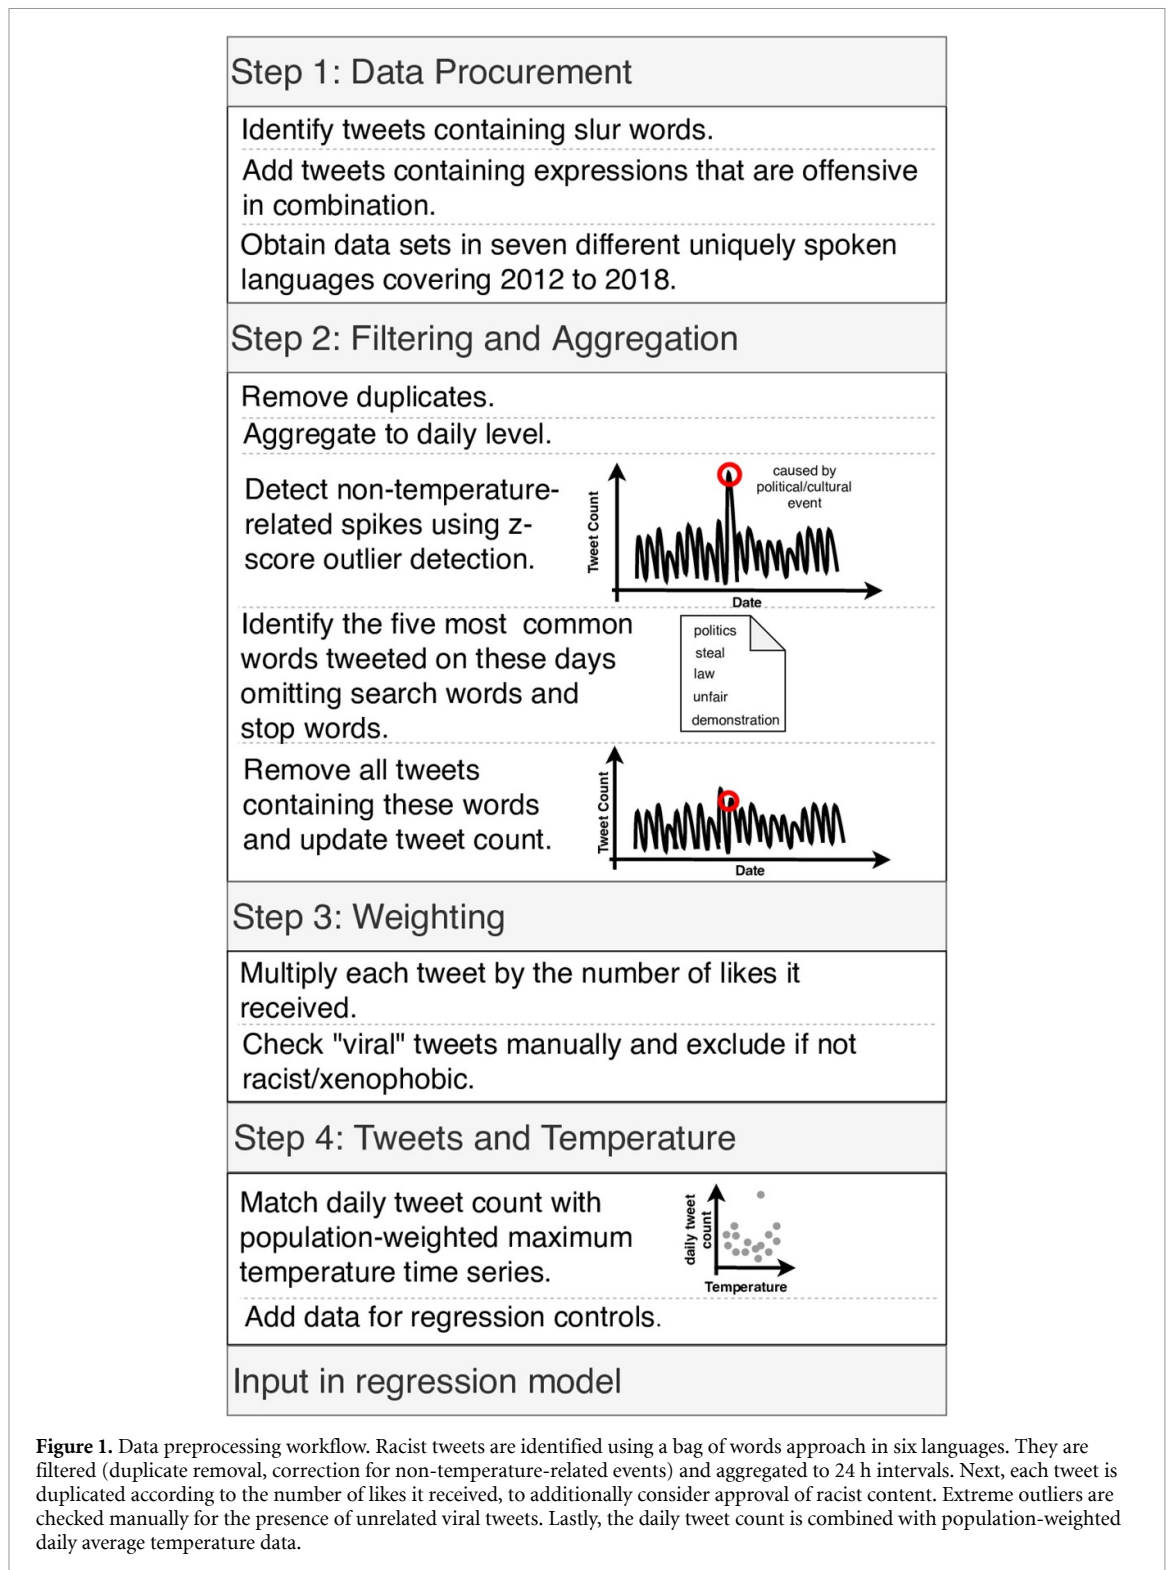 Step 1: Data Procurement
Identify tweets containing slur words.
Add tweets containing expressions that are offensive
in combination.
Obtain data sets in seven different uniquely spoken
languages covering 2012 to 2018.
Step 2: Filtering and Aggregation
Remove duplicates.
Aggregate to daily level.
Detect non-temperature-
related spikes using z-
score outlier detection.
Tweet Count
caused by
political/cultural
event
Date
Identify the five most common
words tweeted on these days
omitting search words and
stop words.
politics
steal
law
unfair
demonstration
Remove all tweets
containing these words
and update tweet count.
Tweet Count
Date
Step 3: Weighting
Multiply each tweet by the number of likes it
received.
Check "viral" tweets manually and exclude if not
racist/xenophobic.
Step 4: Tweets and Temperature
Match daily tweet count with
population-weighted maximum
temperature time series.
daily tweet
count
Temperature
Add data for regression controls.
Input in regression model
Figure 1. Data preprocessing workflow. Racist tweets are identified using a bag of words approach in six languages. They are
filtered (duplicate removal, correction for non-temperature-related events) and aggregated to 24 h intervals. Next, each tweet is
duplicated according to the number of likes it received, to additionally consider approval of racist content. Extreme outliers are
checked manually for the presence of unrelated viral tweets. Lastly, the daily tweet count is combined with population-weighted
daily average temperature data.